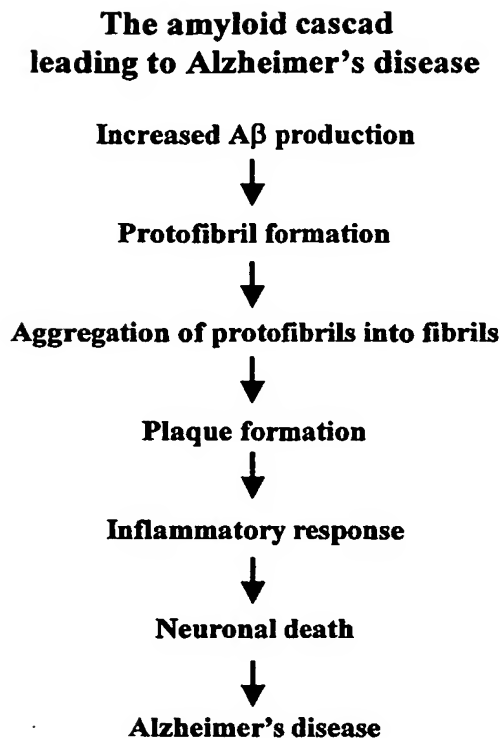 The amyloid cascad
leading to Alzheimer's disease
Increased Aβ production
Protofibril formation
Aggregation of protofibrils into fibrils
Plaque formation
Inflammatory response
Neuronal death
Alzheimer's disease